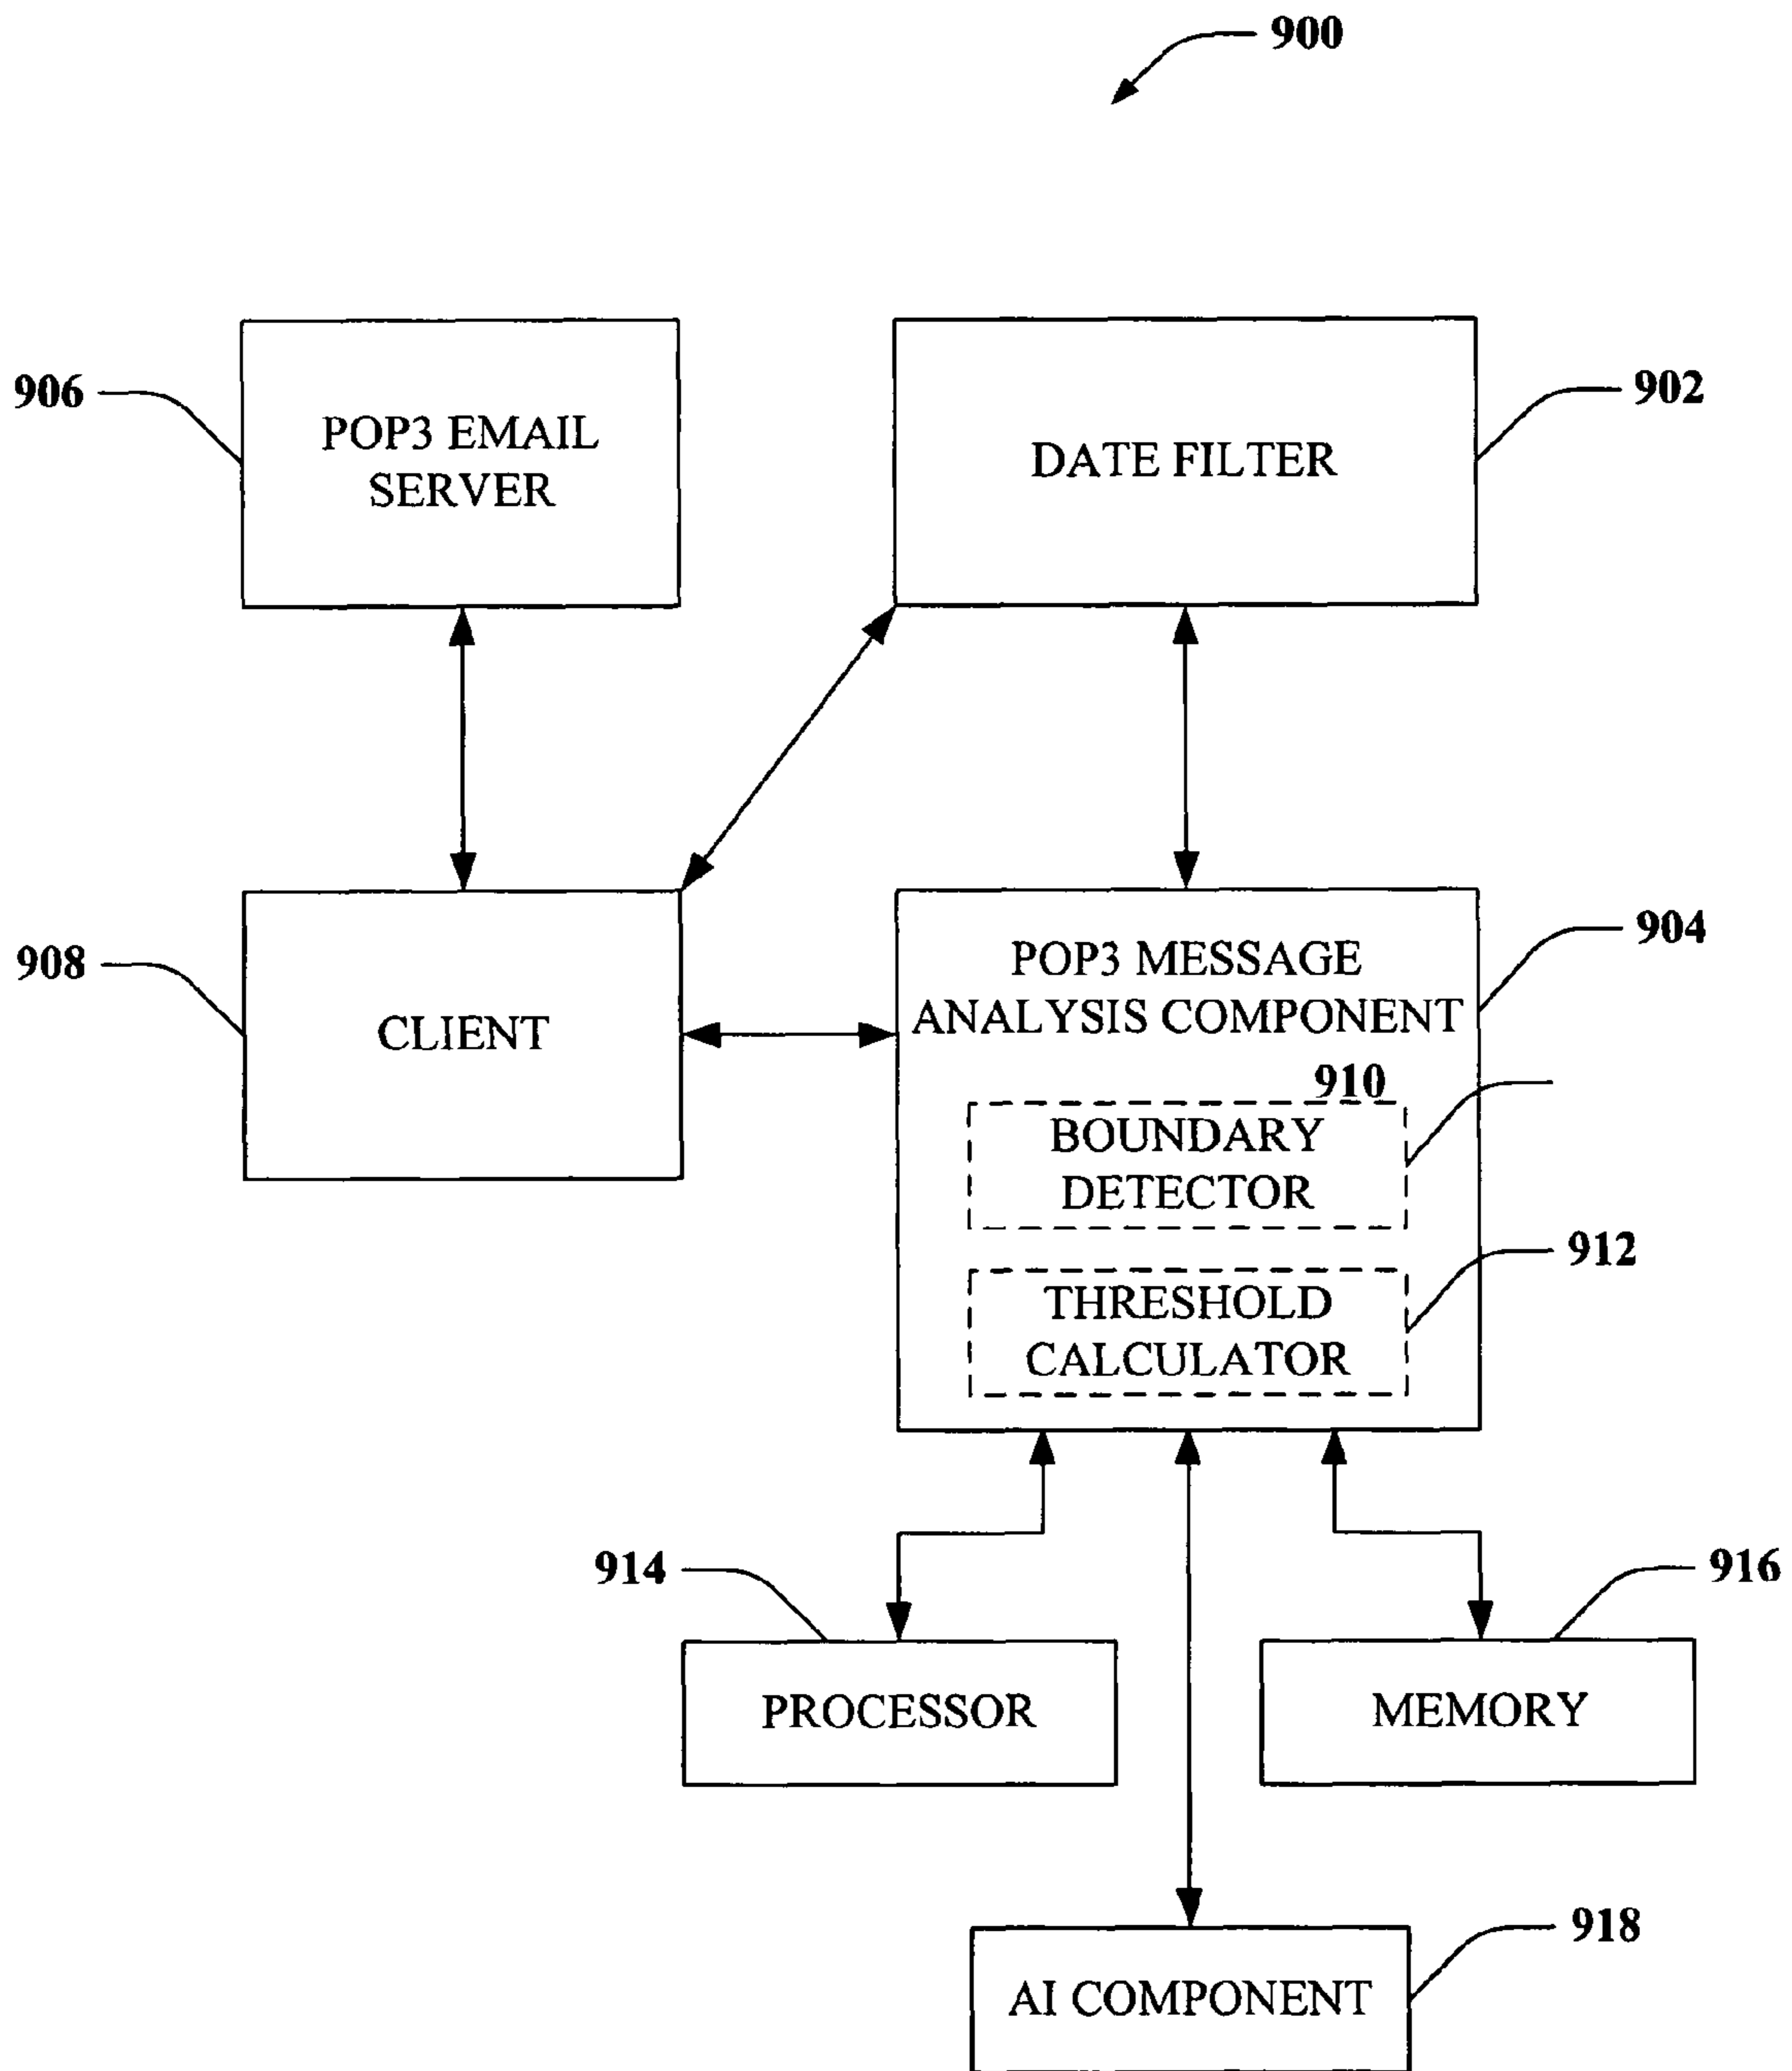 900
906
POP3 EMAIL
SERVER
DATE FILTER
902
908
CLIENT
POP3 MESSAGE
ANALYSIS COMPONENT
904
910
BOUNDARY
DETECTOR
912
THRESHOLD
CALCULATOR
914
PROCESSOR
916
MEMORY
918
AI COMPONENT